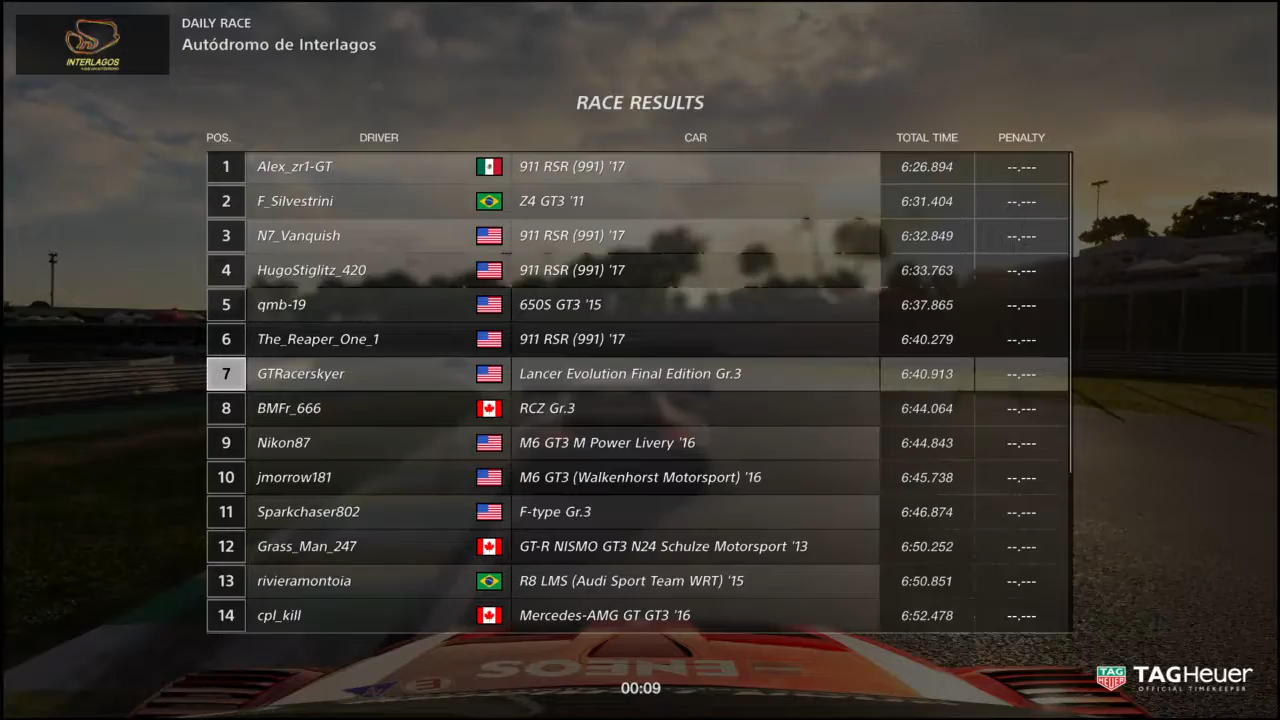 DAILY RACE
Autódromo de Interlagos
INTERLAGOS
RACE RESULTS
POS. DRIVER CAR TOTAL TIME PENALTY
1 Alex_zr1-GT 911 RSR (991) '17 6:26.894 --.---
2 F_Silvestrini Z4 GT3 '11 6:31.404 --.---
3 N7_Vanquish 911 RSR (991) '17 6:32.849 --.---
4 HugoStiglitz_420 911 RSR (991) '17 6:33.763 --.---
5 qmb-19 650S GT3 '15 6:37.865 --.---
6 The_Reaper_One_1 911 RSR (991) '17 6:40.279 --.---
7 GTRacerskyer Lancer Evolution Final Edition Gr.3 6:40.913 --.---
8 BMFr_666 RCZ Gr.3 6:44.064 --.---
9 Nikon87 M6 GT3 M Power Livery '16 6:44.843 --.---
10 jmorrow181 M6 GT3 (Walkenhorst Motorsport) '16 6:45.738 --.---
11 Sparkchaser802 F-type Gr.3 6:46.874 --.---
12 Grass_Man_247 GT-R NISMO GT3 N24 Schulze Motorsport '13 6:50.252 --.---
13 rivieramontoia R8 LMS (Audi Sport Team WRT) '15 6:50.851 --.---
14 cpl_kill Mercedes-AMG GT GT3 '16 6:52.478 --.---
ENEOS
00:09
TAG HEUER TAGHeuer
OFFICIAL TIMEKEEPER